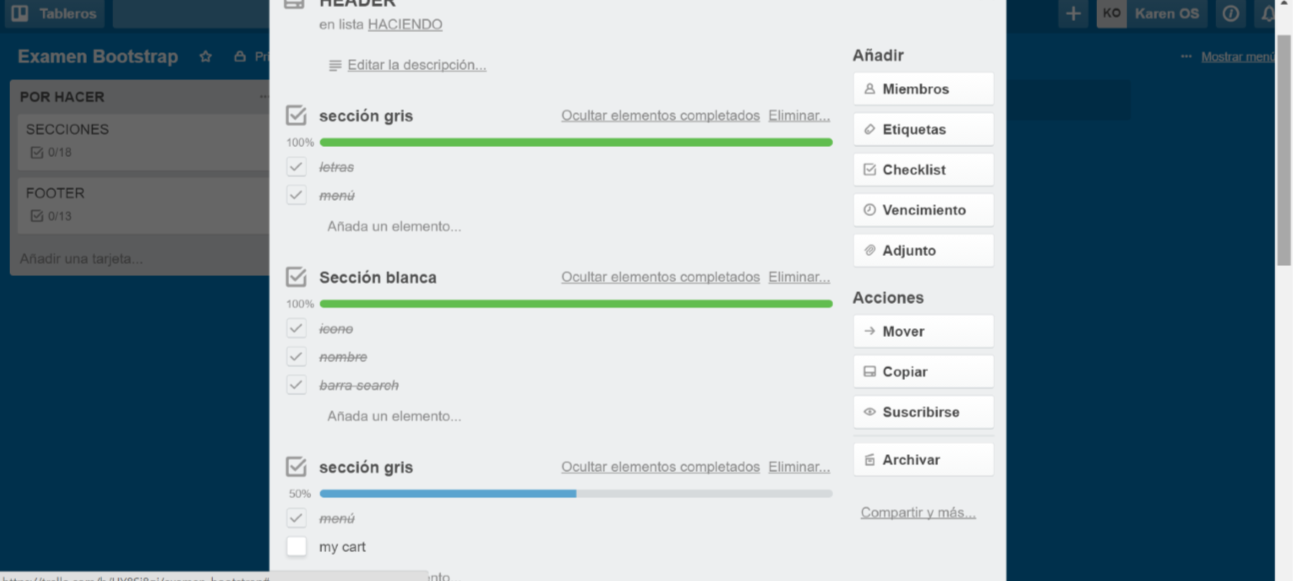 Tableros
KO Karen OS
HEADER
en lista HACIENDO
Examen Bootstrap
Mostrar menú
Editar la descripción...
POR HACER
SECCIONES
0/18
FOOTER
0/13
Añadir una tarjeta...
sección gris Ocultar elementos completados Eliminar...
100%
letras
menú
Añada un elemento...
Sección blanca Ocultar elementos completados Eliminar...
100%
icono
nombre
barra search
Añada un elemento...
sección gris Ocultar elementos completados Eliminar...
50%
menú
my cart
Añadir
Miembros
Etiquetas
Checklist
Vencimiento
Adjunto
Acciones
Mover
Copiar
Suscribirse
Archivar
Compartir y más...